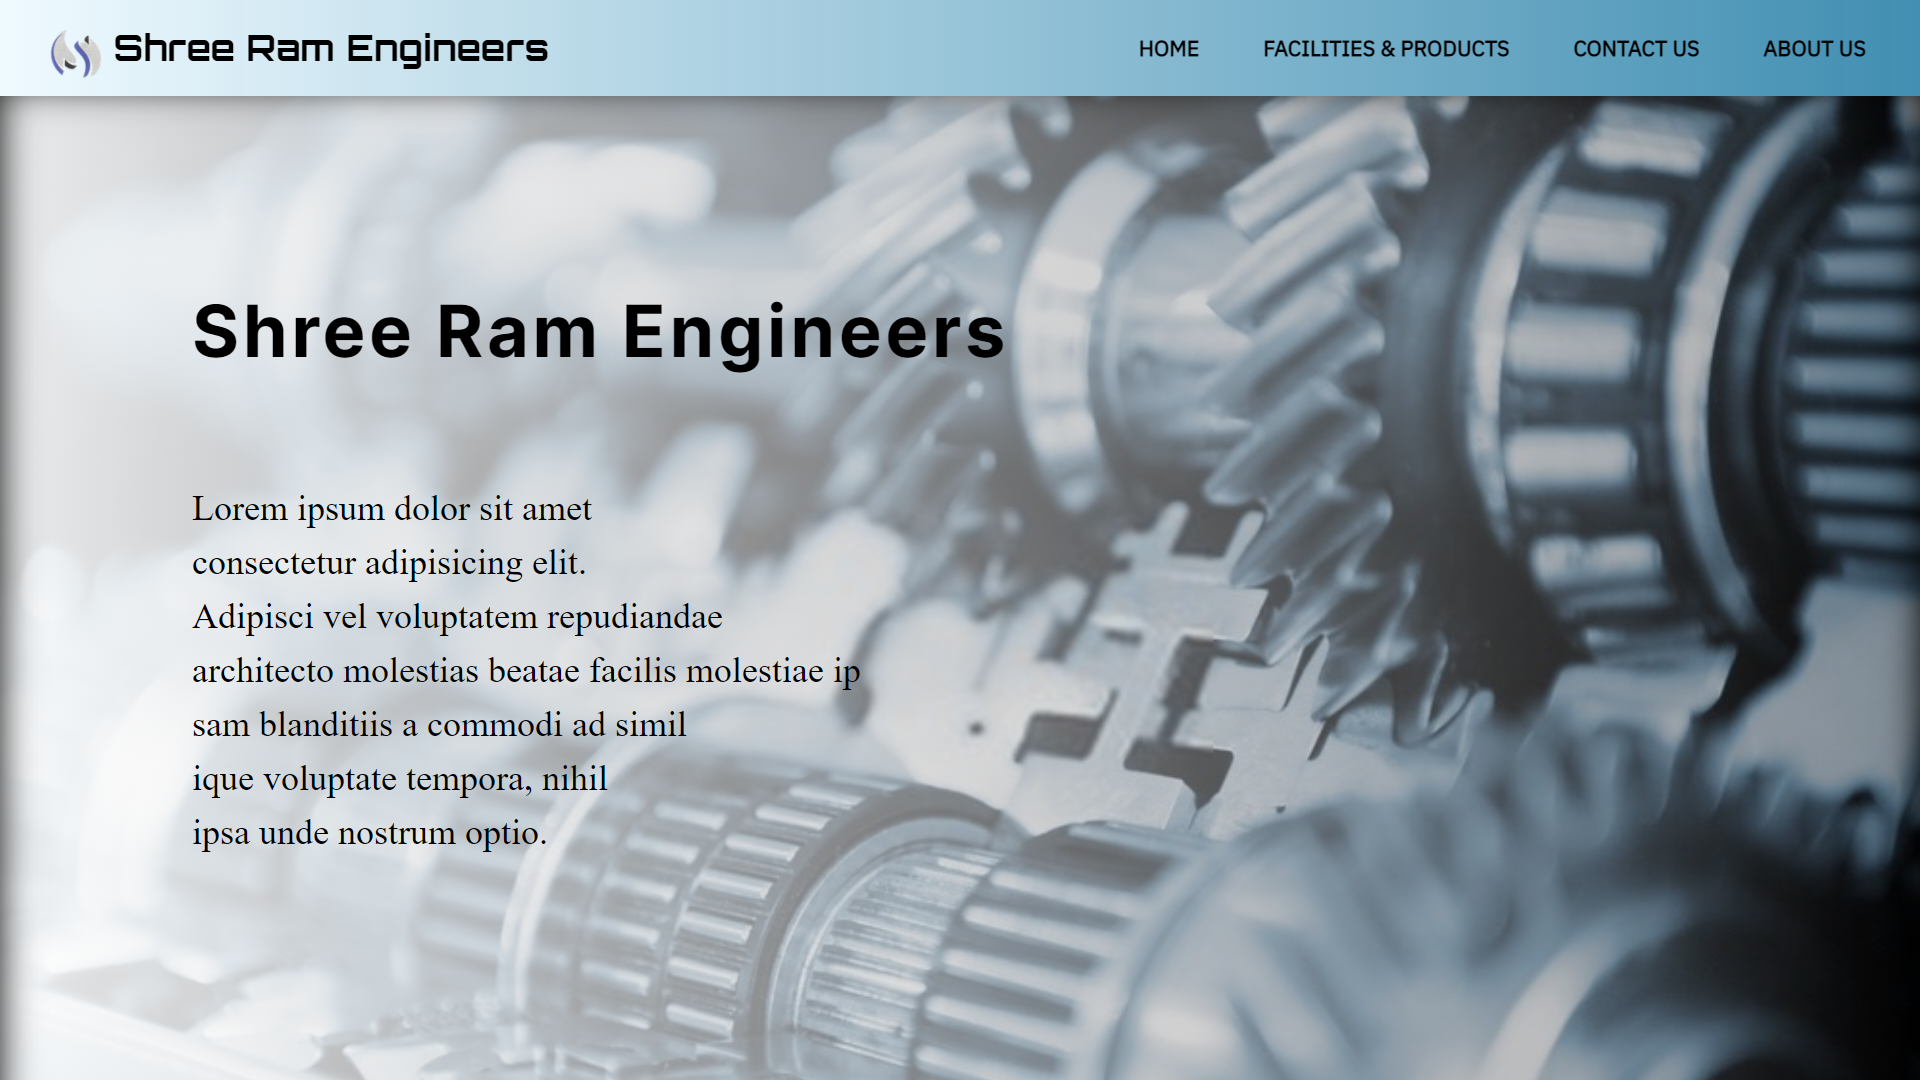 Shree Ram Engineers
HOME FACILITIES & PRODUCTS CONTACT US ABOUT US
Shree Ram Engineers
Lorem ipsum dolor sit amet
consectetur adipisicing elit.
Adipisci vel voluptatem repudiandae
architecto molestias beatae facilis molestiae ip
sam blanditiis a commodi ad simil
ique voluptate tempora, nihil
ipsa unde nostrum optio.